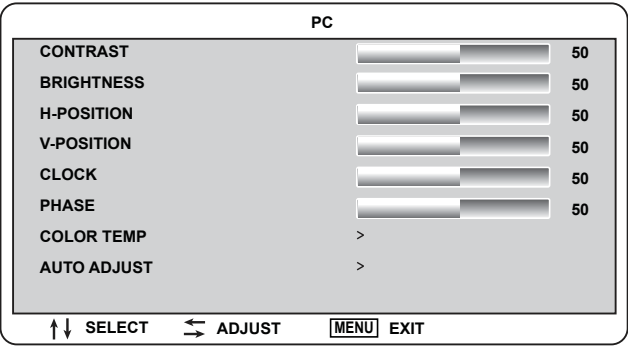 PC
CONTRAST 50
BRIGHTNESS 50
H-POSITION 50
V-POSITION 50
CLOCK 50
PHASE 50
COLOR TEMP >
AUTO ADJUST >
↑↓ SELECT ←→ ADJUST MENU EXIT